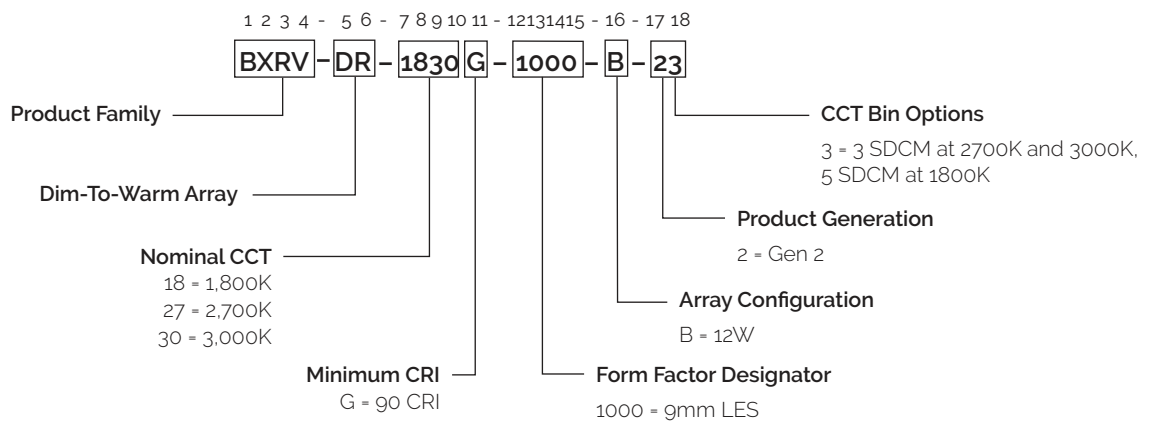 1 2 3 4 - 5 6 - 7 8 9 10 11 - 12131415 - 16 - 17 18
BXRV – DR – 1830 G – 1000 – B – 23
Product Family
CCT Bin Options
3 = 3 SDCM at 2700K and 3000K,
5 SDCM at 1800K
Dim-To-Warm Array
Product Generation
2 = Gen 2
Nominal CCT
18 = 1,800K
27 = 2,700K
30 = 3,000K
Array Configuration
B = 12W
Minimum CRI
G = 90 CRI
Form Factor Designator
1000 = 9mm LES